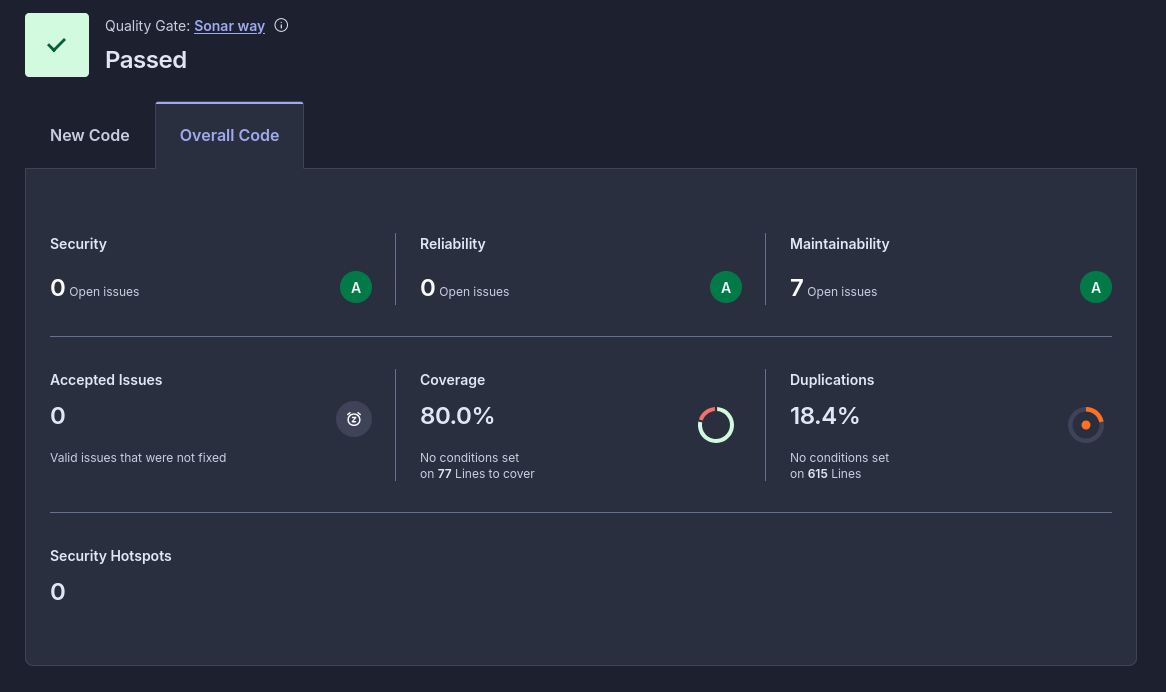 Quality Gate: Sonar way
Passed
New Code
Overall Code
Security
0 Open issues
A
Reliability
0 Open issues
A
Maintainability
7 Open issues
A
Accepted Issues
0
Valid issues that were not fixed
Coverage
80.0%
No conditions set
on 77 Lines to cover
Duplications
18.4%
No conditions set
on 615 Lines
Security Hotspots
0